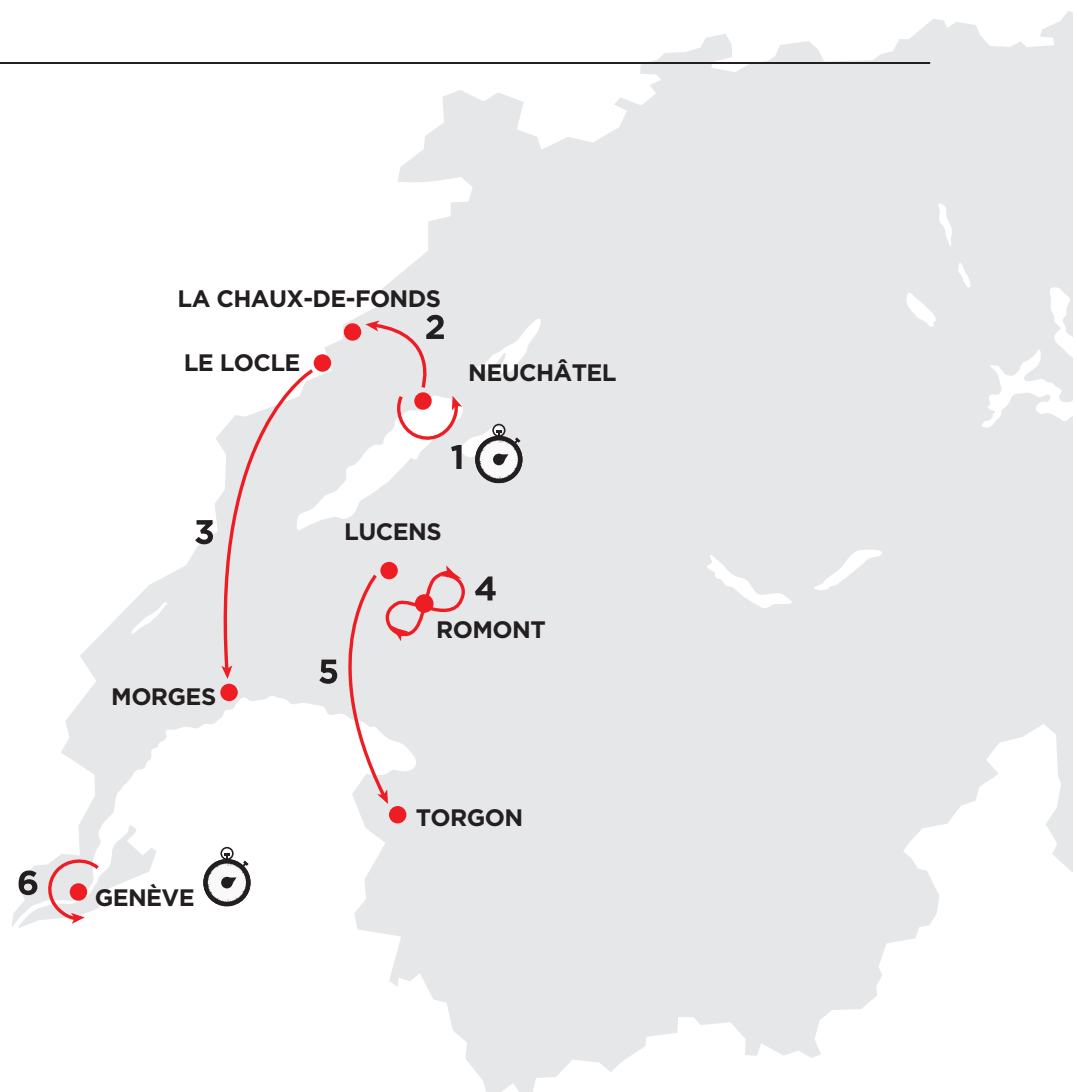 LA CHAUX-DE-FONDS
2
LE LOCLE
NEUCHÂTEL
1
3
LUCENS
4
ROMONT
5
MORGES
TORGON
6
GENÈVE